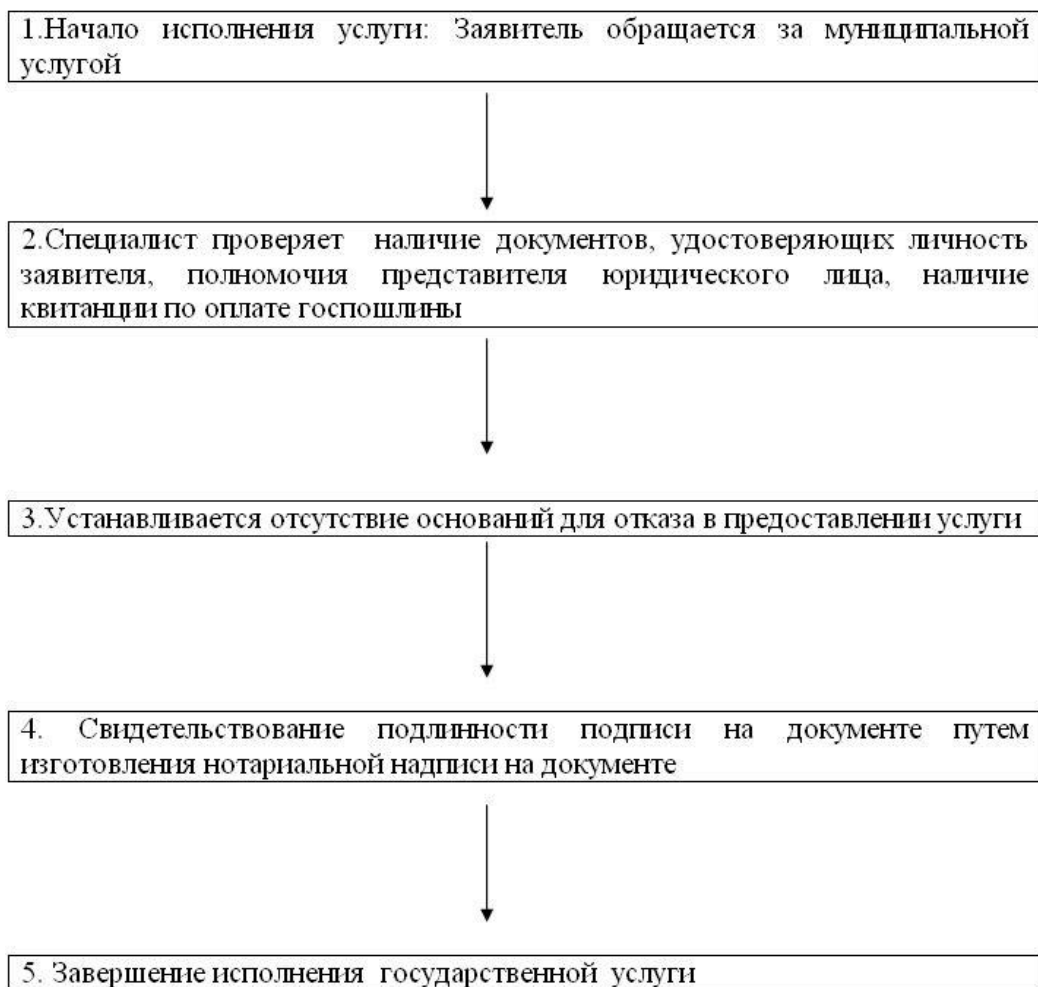 1.Начало исполнения услуги: Заявитель обращается за муниципальной
услугой
2.Специалист проверяет наличие документов, удостоверяющих личность
заявителя, полномочия представителя юридического лица, наличие
квитанции по оплате госпошлины
3.Устанавливается отсутствие оснований для отказа в предоставлении услуги
4. Свидетельствование подлинности подписи на документе путем
изготовления нотариальной надписи на документе
5. Завершение исполнения государственной услуги